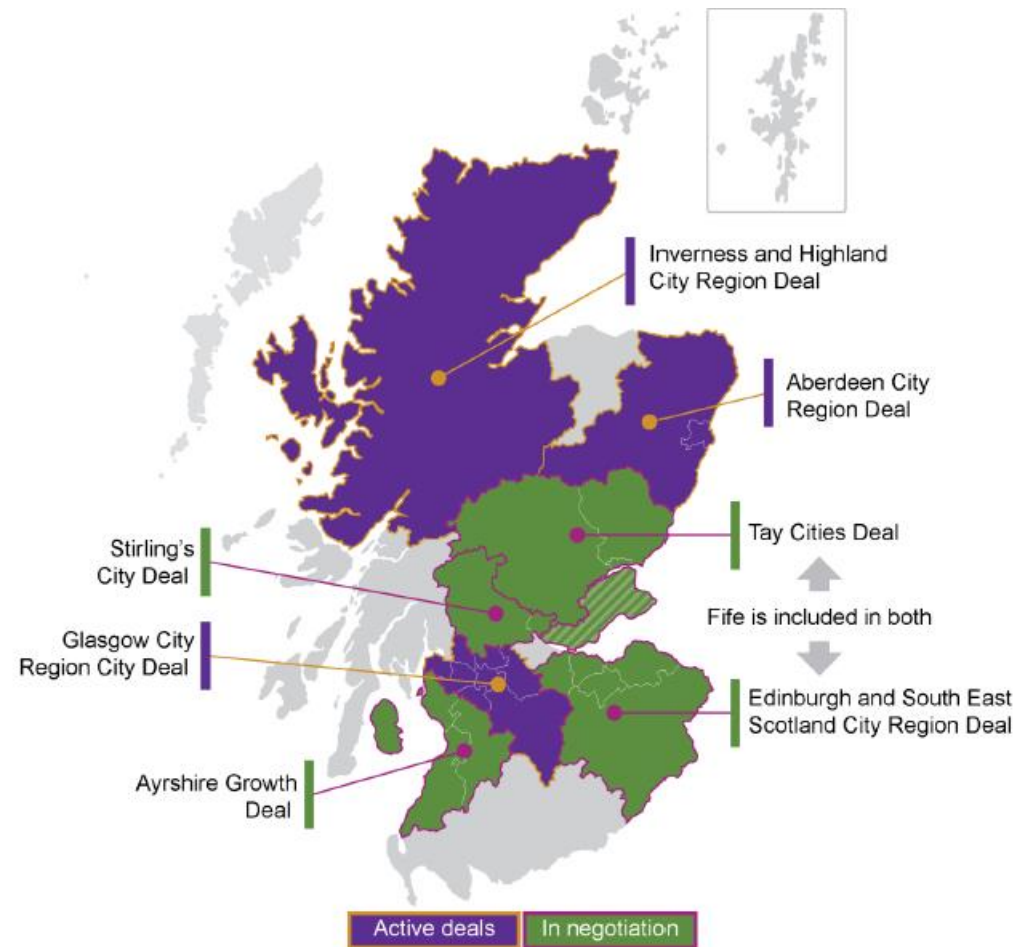 Inverness and Highland
City Region Deal
Aberdeen City
Region Deal
Tay Cities Deal
Stirling's
City Deal
Fife is included in both
Glasgow City
Region City Deal
Edinburgh and South East
Scotland City Region Deal
Ayrshire Growth
Deal
Active deals
In negotiation